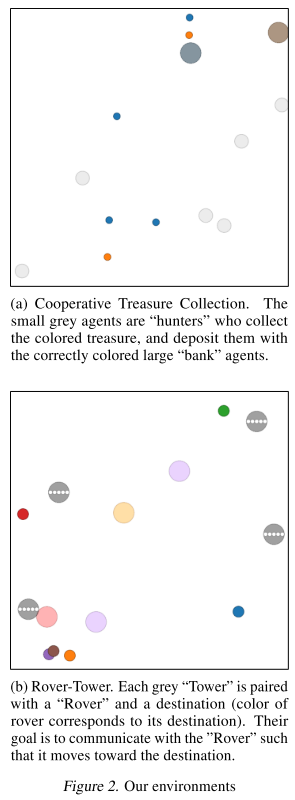 (a) Cooperative Treasure Collection. The
small grey agents are “hunters” who collect
the colored treasure, and deposit them with
the correctly colored large “bank” agents.
(b) Rover-Tower. Each grey “Tower” is paired
with a “Rover” and a destination (color of
rover corresponds to its destination). Their
goal is to communicate with the ”Rover” such
that it moves toward the destination.
Figure 2. Our environments